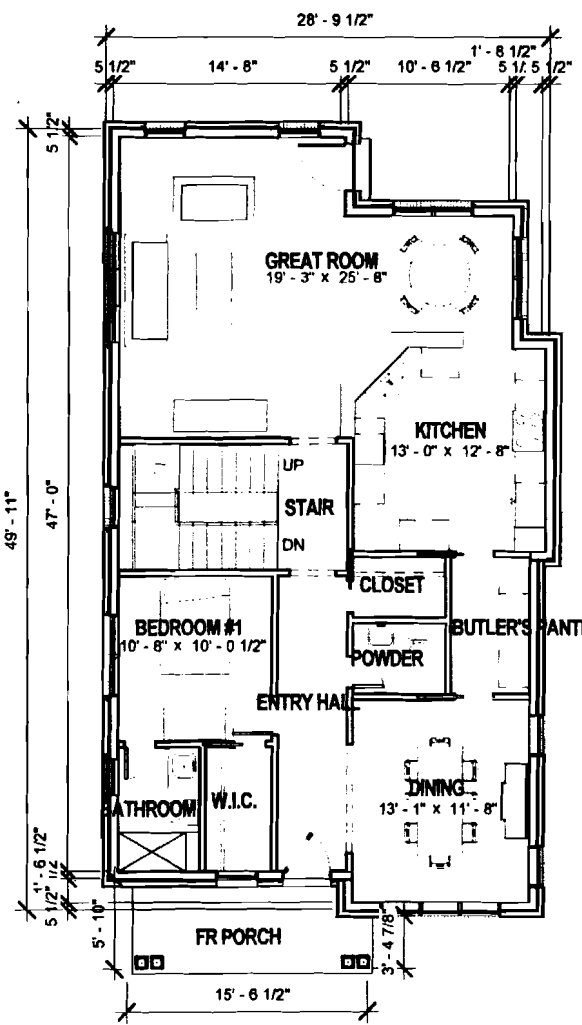 28' - 9 1/2"
1' - 8 1/2"
5 1/2"
14' - 8"
5 1/2"
10' - 6 1/2"
5 1/2"
5 1/2"
GREAT ROOM
19' - 3" x 25' - 8"
KITCHEN
13' - 0" x 12' - 8"
UP
STAIR
DN
49' - 11"
47' - 0"
CLOSET
BEDROOM #1
10' - 8" x 10' - 0 1/2"
BUTLER'S PANT
POWDER
ENTRY HALL
DINING
13' - 1" x 11' - 8"
BATHROOM
W.I.C.
1' - 6 1/2"
5 1/2"
5' - 10"
FR PORCH
3' - 4 7/8"
15' - 6 1/2"